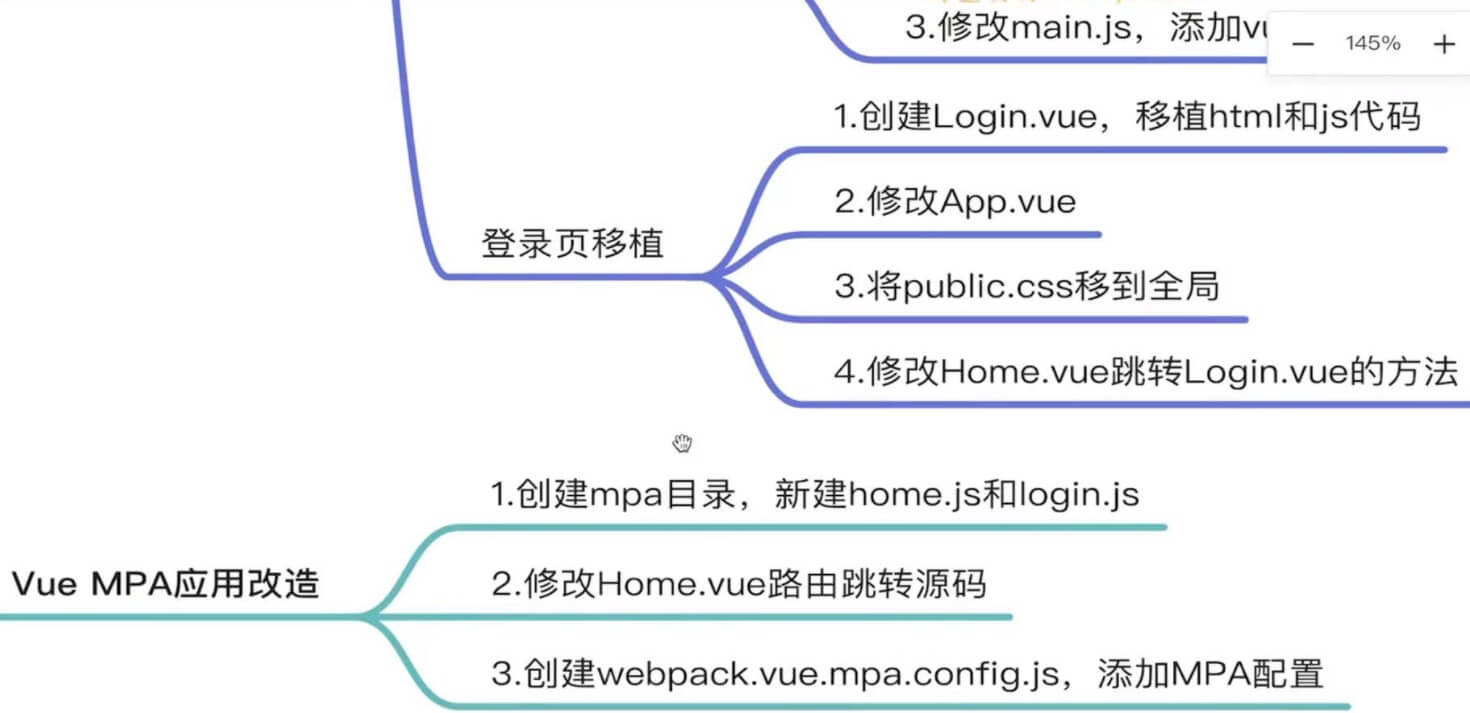 3.修改main.js，添加
145%
1.创建Login.vue，移植html和js代码
2.修改App.vue
登录页移植
3.将public.css移到全局
4.修改Home.vue跳转Login.vue的方法
1.创建mpa目录，新建home.js和login.js
Vue MPA应用改造
2.修改Home.vue路由跳转源码
3.创建webpack.vue.mpa.config.js，添加MPA配置